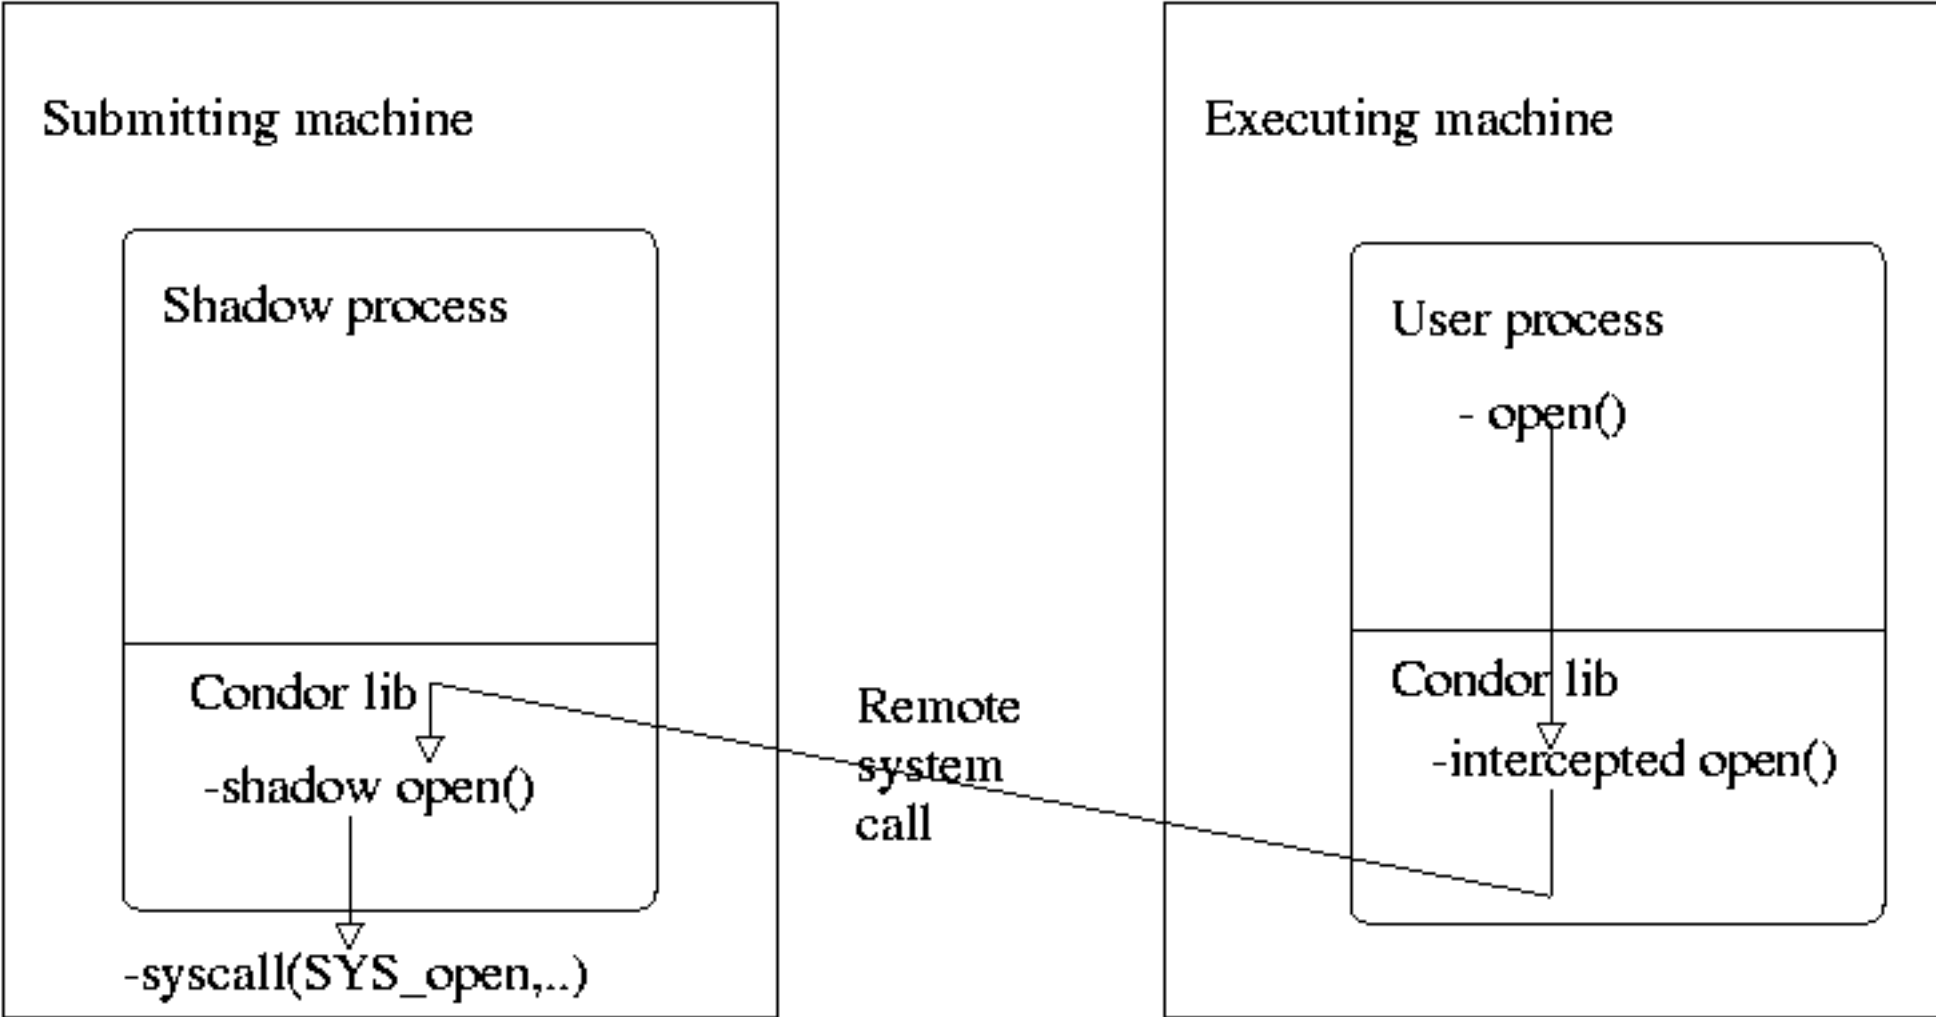 Submitting machine
Shadow process
Condor lib
-shadow open()
-syscall(SYS_open,..)
Remote
system
call
Executing machine
User process
- open()
Condor lib
-intercepted open()